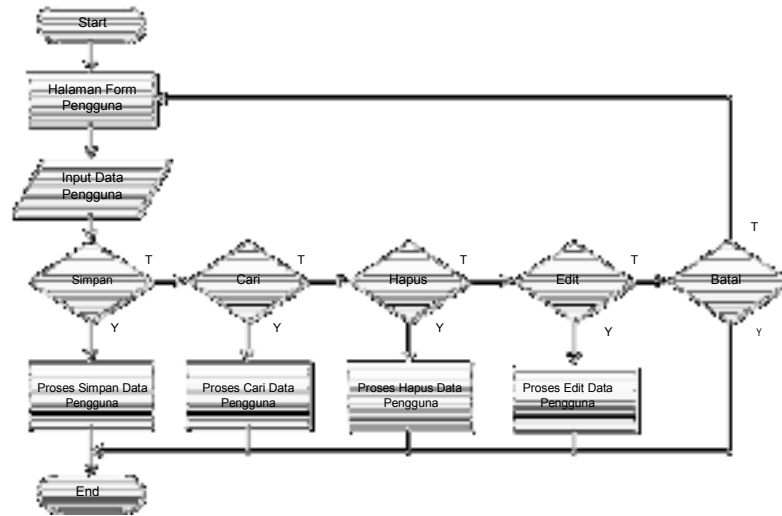 Start
Halaman Form
Pengguna
Input Data
Pengguna
Simpan
T
Cari
T
Hapus
T
Edit
T
Batal
T
Y
Y
Y
Y
Y
Proses Simpan Data
Pengguna
Proses Cari Data
Pengguna
Proses Hapus Data
Pengguna
Proses Edit Data
Pengguna
End